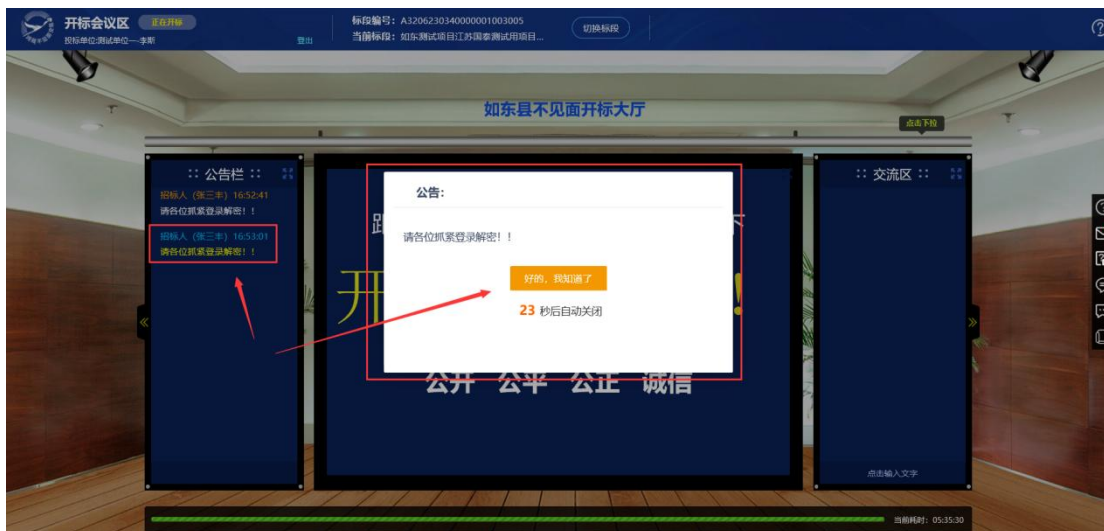 开标会议区 正在开标
投标单位:测试单位一--李斯 登出
标段编号：A3206230340000001003005
当前标段：如东测试项目江苏国泰测试用项目...
切换标段
如东县不见面开标大厅
点击下拉
:: 公告栏 ::
招标人（张三丰）16:52:41
请各位抓紧登录解密！！
招标人（张三丰）16:53:01
请各位抓紧登录解密！！
公告：
请各位抓紧登录解密！！
好的，我知道了
23 秒后自动关闭
开
！
公开 公平 公正 诚信
:: 交流区 ::
点击输入文字
当前耗时：05:35:30